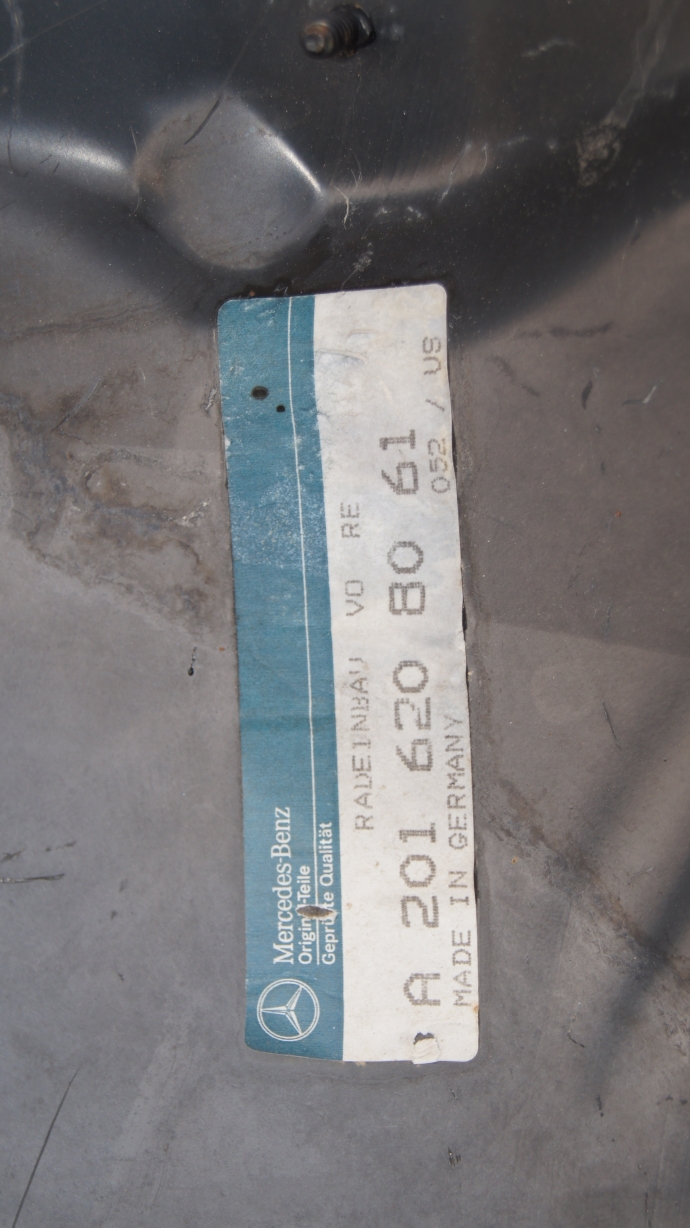 Mercedes-Benz
Original-Teile
Geprüfte Qualität
RADEINBAU VO RE
A 201 620 80 61
MADE IN GERMANY 052 / US